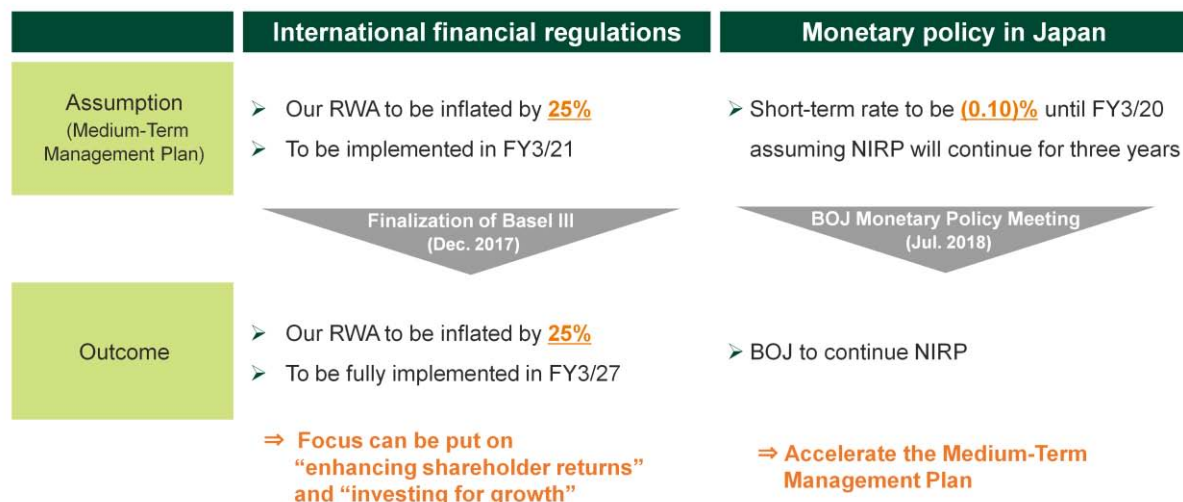 International financial regulations
Monetary policy in Japan
Assumption
(Medium-Term
Management Plan)
➢ Our RWA to be inflated by 25%
➢ To be implemented in FY3/21
➢ Short-term rate to be (0.10)% until FY3/20
assuming NIRP will continue for three years
Finalization of Basel III
(Dec. 2017)
BOJ Monetary Policy Meeting
(Jul. 2018)
Outcome
➢ Our RWA to be inflated by 25%
➢ To be fully implemented in FY3/27
➢ BOJ to continue NIRP
⇒ Focus can be put on
“enhancing shareholder returns”
and “investing for growth”
⇒ Accelerate the Medium-Term
Management Plan